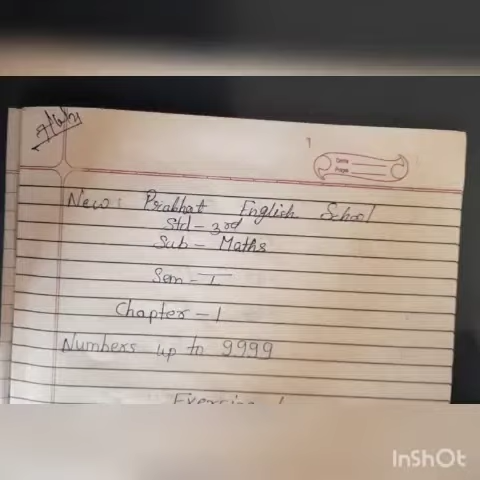 New : Prabhat English School
Std - 3rd
Sub - Maths
Sem - I
Chapter - 1
Numbers up to 9999
InShOt